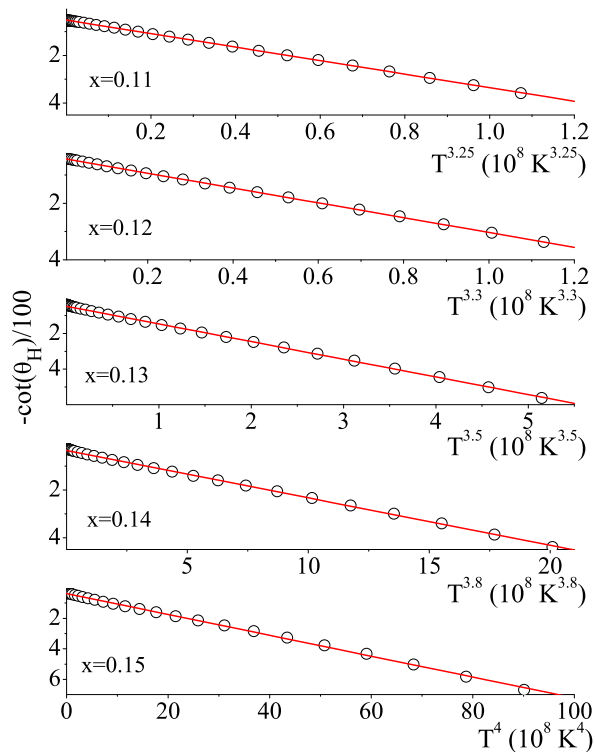 2
4
x=0.11
0.2 0.4 0.6 0.8 1.0 1.2
T^3.25 (10^8 K^3.25)
2
4
x=0.12
0.2 0.4 0.6 0.8 1.0 1.2
T^3.3 (10^8 K^3.3)
-cot(θ_H)/100
2
4
x=0.13
1 2 3 4 5
T^3.5 (10^8 K^3.5)
2
4
x=0.14
5 10 15 20
T^3.8 (10^8 K^3.8)
2
4
6
x=0.15
0 20 40 60 80 100
T^4 (10^8 K^4)